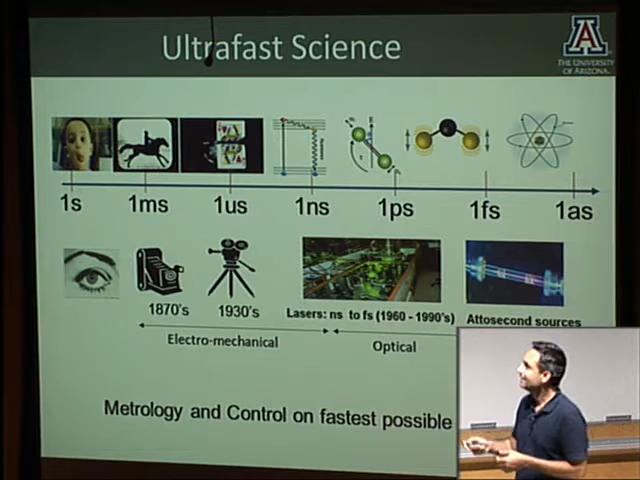 Ultrafast Science
A
THE UNIVERSITY
OF ARIZONA.
1s
1ms
1us
1ns
1ps
1fs
1as
1870's
1930's
Lasers: ns to fs (1960 - 1990's)
Attosecond sources
Electro-mechanical
Optical
Metrology and Control on fastest possible